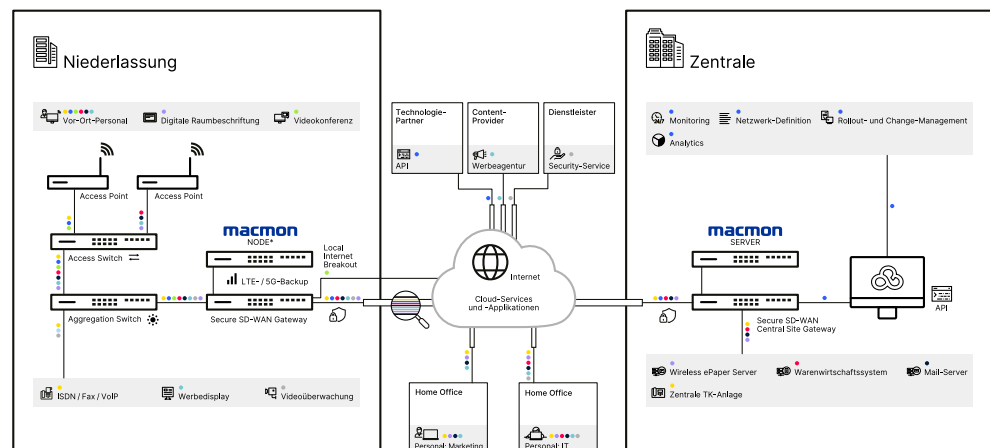 Niederlassung
Vor-Ort-Personal
Digitale Raumbeschriftung
Videokonferenz
Access Point
Access Point
macmon
NODE*
Access Switch
LTE- / 5G-Backup
Local
Internet
Breakout
Aggregation Switch
Secure SD-WAN Gateway
ISDN / Fax / VoIP
Werbedisplay
Videoüberwachung
Technologie-
Partner
API
Content-
Provider
Werbeagentur
Dienstleister
Security-Service
Internet
Cloud-Services
und -Applikationen
Home Office
Personal: Marketing
Home Office
Personal: IT
Zentrale
24/7
Monitoring
Netzwerk-Definition
Rollout- und Change-Management
Analytics
macmon
SERVER
Secure SD-WAN
Central Site Gateway
API
Wireless ePaper Server
Warenwirtschaftssystem
Mail-Server
Zentrale TK-Anlage